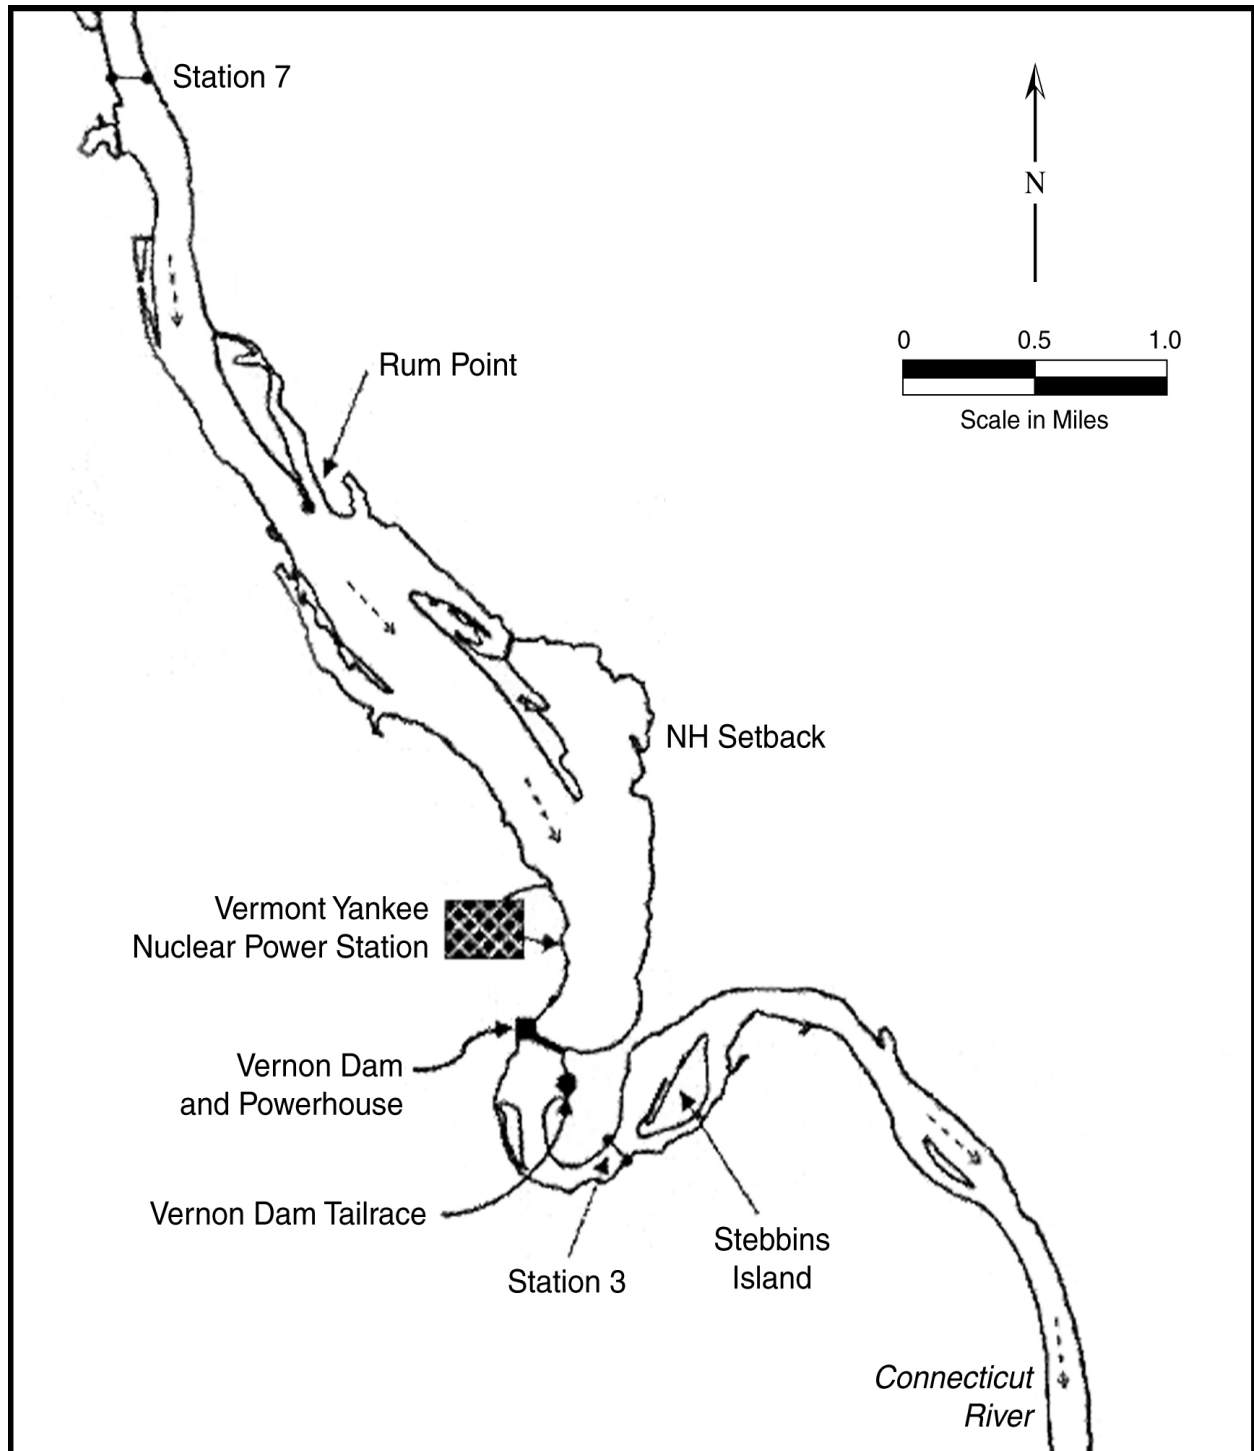 Station 7
N
0 0.5 1.0
Scale in Miles
Rum Point
NH Setback
Vermont Yankee
Nuclear Power Station
Vernon Dam
and Powerhouse
Vernon Dam Tailrace
Station 3
Stebbins
Island
Connecticut
River